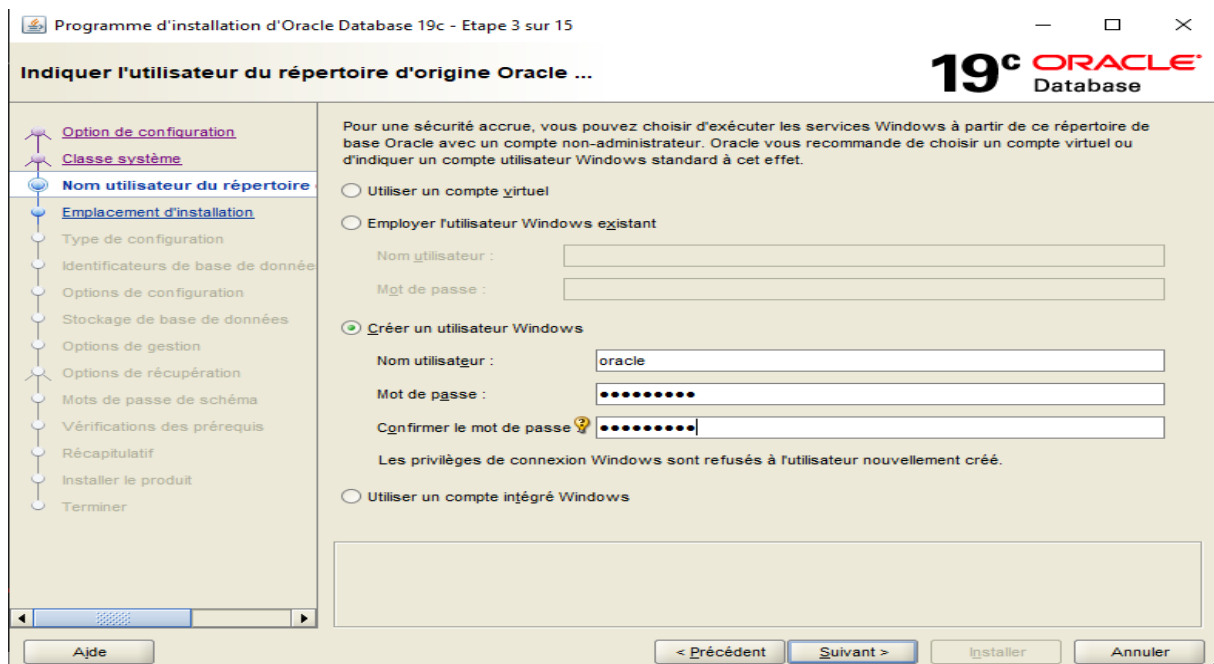 Programme d'installation d'Oracle Database 19c - Etape 3 sur 15
Indiquer l'utilisateur du répertoire d'origine Oracle ...
19c ORACLE
Database
Option de configuration
Classe système
Nom utilisateur du répertoire
Emplacement d'installation
Type de configuration
Identificateurs de base de donnée
Options de configuration
Stockage de base de données
Options de gestion
Options de récupération
Mots de passe de schéma
Vérifications des prérequis
Récapitulatif
Installer le produit
Terminer
Pour une sécurité accrue, vous pouvez choisir d'exécuter les services Windows à partir de ce répertoire de
base Oracle avec un compte non-administrateur. Oracle vous recommande de choisir un compte virtuel ou
d'indiquer un compte utilisateur Windows standard à cet effet.
Utiliser un compte virtuel
Employer l'utilisateur Windows existant
Nom utilisateur :
Mot de passe :
Créer un utilisateur Windows
Nom utilisateur : oracle
Mot de passe : •••••••••
Confirmer le mot de passe •••••••••
Les privilèges de connexion Windows sont refusés à l'utilisateur nouvellement créé.
Utiliser un compte intégré Windows
Aide < Précédent Suivant > Installer Annuler